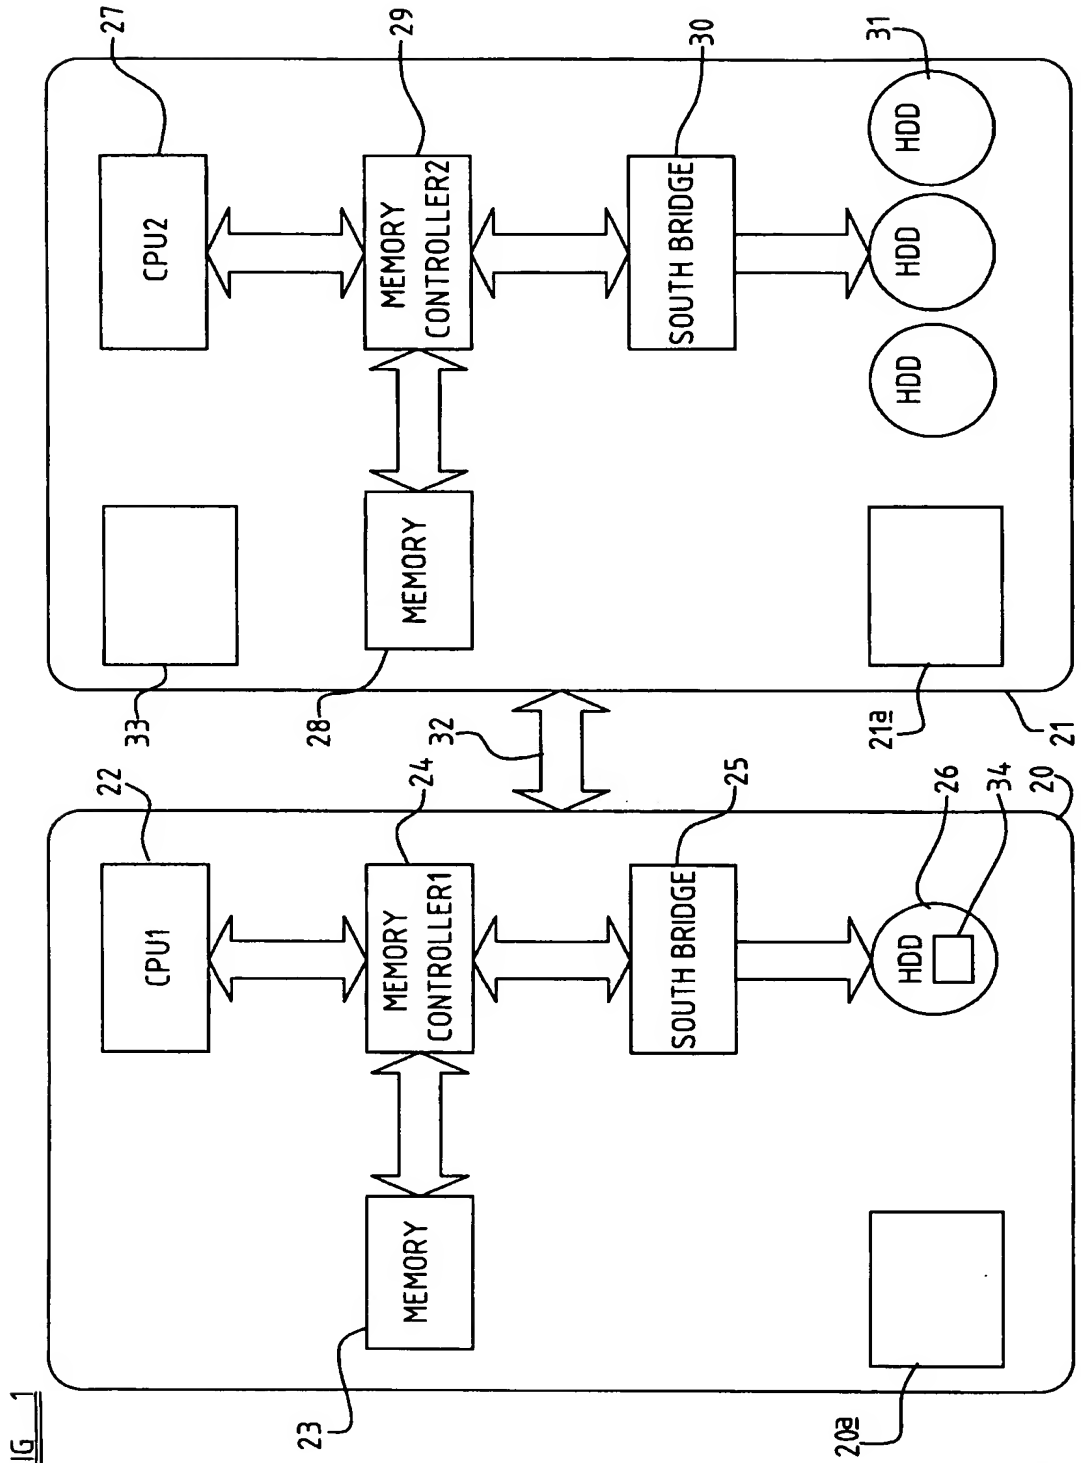 IG 1
22
CPU1
23
MEMORY
24
MEMORY
CONTROLLER1
25
SOUTH BRIDGE
26
HDD
34
20a
20
32
33
27
CPU2
28
MEMORY
29
MEMORY
CONTROLLER2
30
SOUTH BRIDGE
21a
HDD
HDD
HDD
31
21